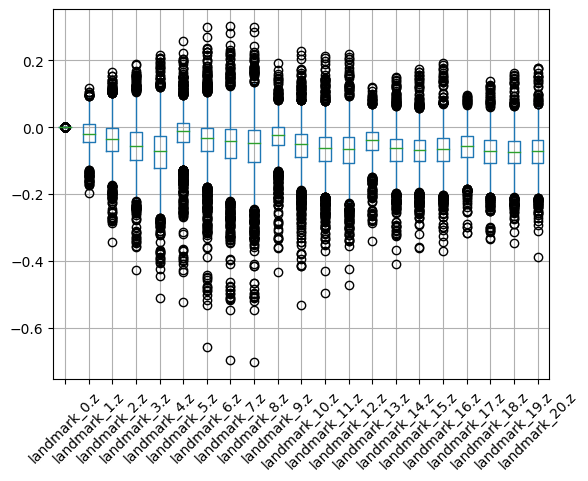 0.2
0.0
−0.2
−0.4
−0.6
landmark_0.z
landmark_1.z
landmark_2.z
landmark_3.z
landmark_4.z
landmark_5.z
landmark_6.z
landmark_7.z
landmark_8.z
landmark_9.z
landmark_10.z
landmark_11.z
landmark_12.z
landmark_13.z
landmark_14.z
landmark_15.z
landmark_16.z
landmark_17.z
landmark_18.z
landmark_19.z
landmark_20.z